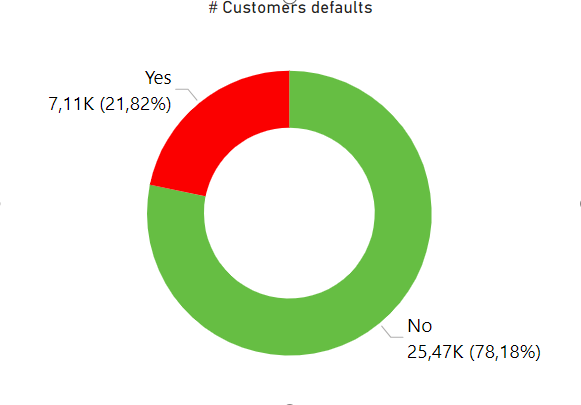 # Customers defaults
Yes
7,11K (21,82%)
No
25,47K (78,18%)